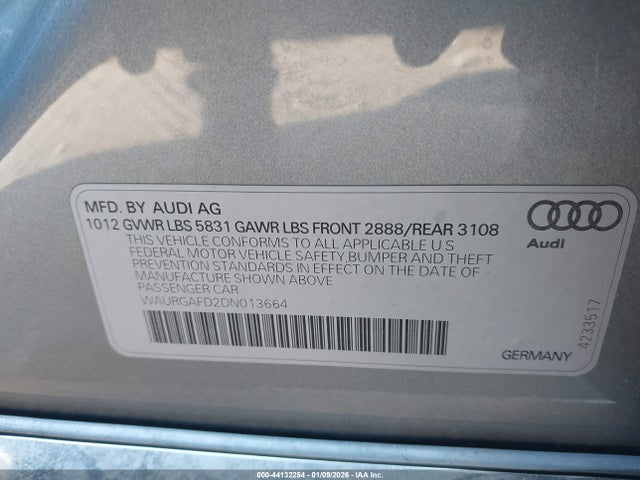 MFD. BY AUDI AG
1012 GVWR LBS 5831 GAWR LBS FRONT 2888/REAR 3108
THIS VEHICLE CONFORMS TO ALL APPLICABLE U S
FEDERAL MOTOR VEHICLE SAFETY,BUMPER AND THEFT
PREVENTION STANDARDS IN EFFECT ON THE DATE OF
MANUFACTURE SHOWN ABOVE
PASSENGER CAR
WAURGAFD2DN013664
Audi
4233517
GERMANY
000-44132254 - 01/09/2026 - IAA Inc.